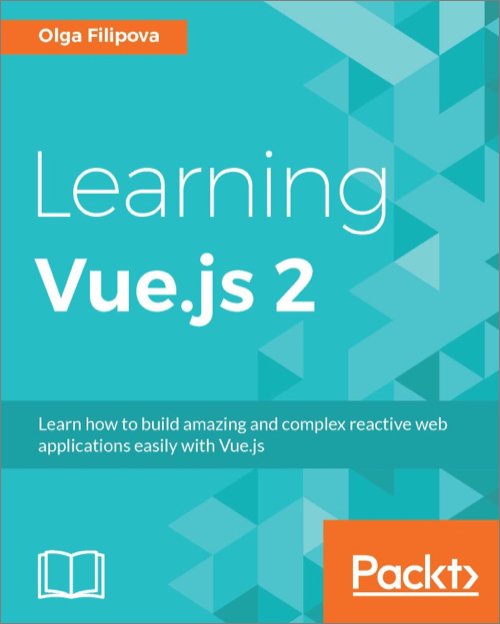 Olga Filipova
Learning
Vue.js 2
Learn how to build amazing and complex reactive web
applications easily with Vue.js
Packt>